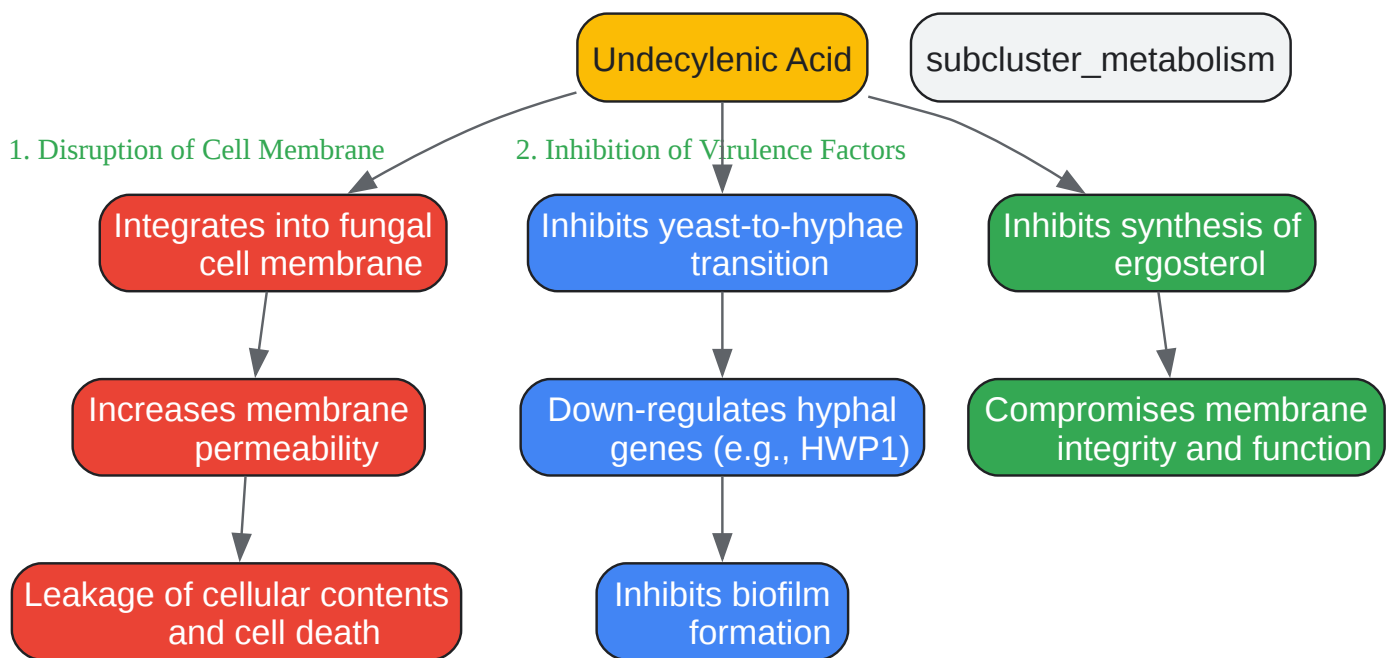 Undecylenic Acid
subcluster_metabolism
1. Disruption of Cell Membrane
2. Inhibition of Virulence Factors
Integrates into fungal
cell membrane
Inhibits yeast-to-hyphae
transition
Inhibits synthesis of
ergosterol
Increases membrane
permeability
Down-regulates hyphal
genes (e.g., HWP1)
Compromises membrane
integrity and function
Leakage of cellular contents
and cell death
Inhibits biofilm
formation